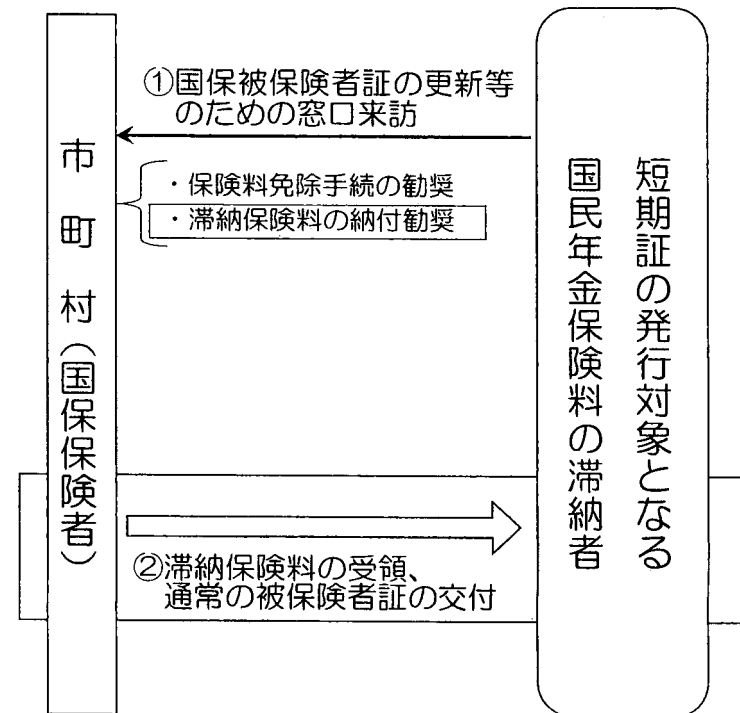 ①国保被保険者証の更新等
のための窓口来訪
市町村(国保保険者)
・保険料免除手続の勧奨
・滞納保険料の納付勧奨
短期証の発行対象となる
国民年金保険料の滞納者
②滞納保険料の受領、
通常の被保険者証の交付